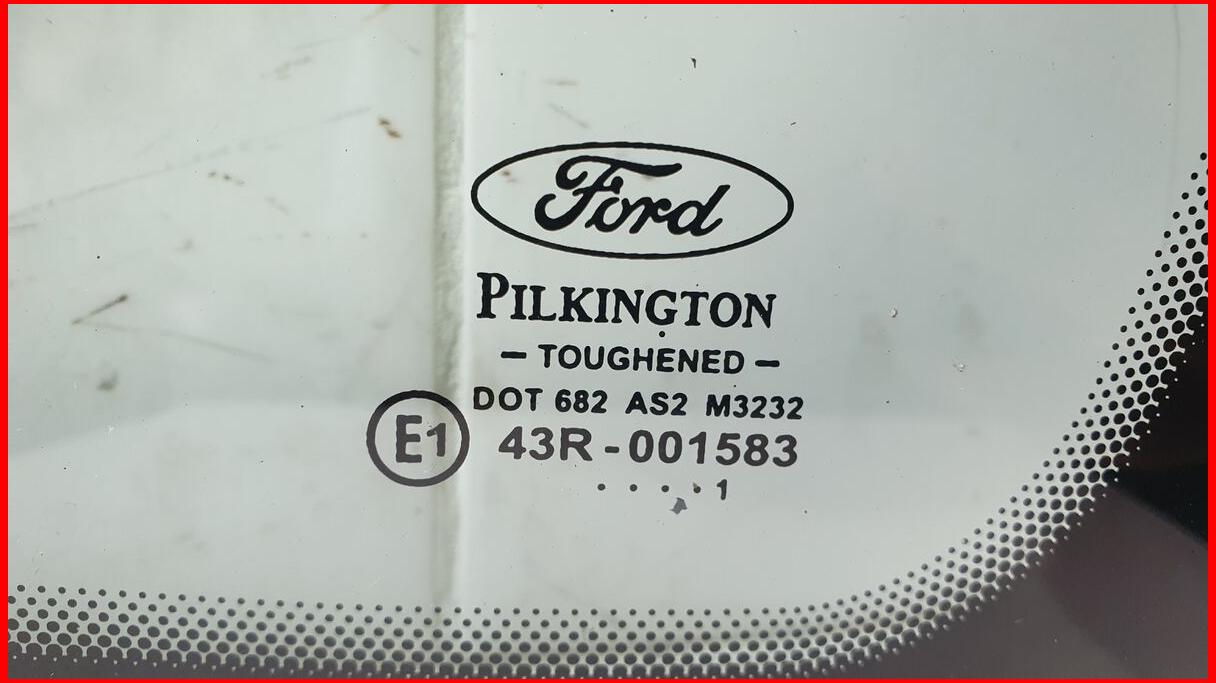 Ford
PILKINGTON
– TOUGHENED –
DOT 682 AS2 M3232
E1 43R-001583
. . . . . 1